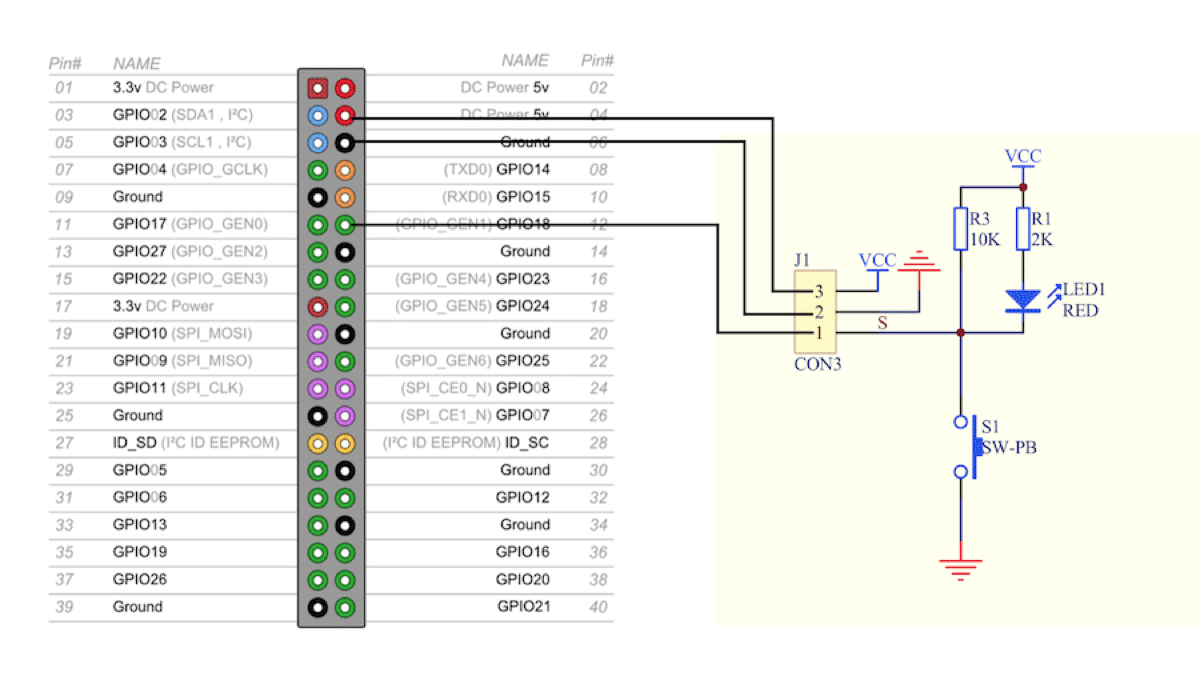 Pin# NAME NAME Pin#
01 3.3v DC Power DC Power 5v 02
03 GPIO02 (SDA1 , I²C) DC Power 5v 04
05 GPIO03 (SCL1 , I²C) Ground 06
07 GPIO04 (GPIO_GCLK) (TXD0) GPIO14 08
09 Ground (RXD0) GPIO15 10
11 GPIO17 (GPIO_GEN0) (GPIO_GEN1) GPIO18 12
13 GPIO27 (GPIO_GEN2) Ground 14
15 GPIO22 (GPIO_GEN3) (GPIO_GEN4) GPIO23 16
17 3.3v DC Power (GPIO_GEN5) GPIO24 18
19 GPIO10 (SPI_MOSI) Ground 20
21 GPIO09 (SPI_MISO) (GPIO_GEN6) GPIO25 22
23 GPIO11 (SPI_CLK) (SPI_CE0_N) GPIO08 24
25 Ground (SPI_CE1_N) GPIO07 26
27 ID_SD (I²C ID EEPROM) (I²C ID EEPROM) ID_SC 28
29 GPIO05 Ground 30
31 GPIO06 GPIO12 32
33 GPIO13 Ground 34
35 GPIO19 GPIO16 36
37 GPIO26 GPIO20 38
39 Ground GPIO21 40
J1
3
2
1
CON3
VCC
S
VCC
R3
10K
R1
2K
LED1
RED
S1
SW-PB